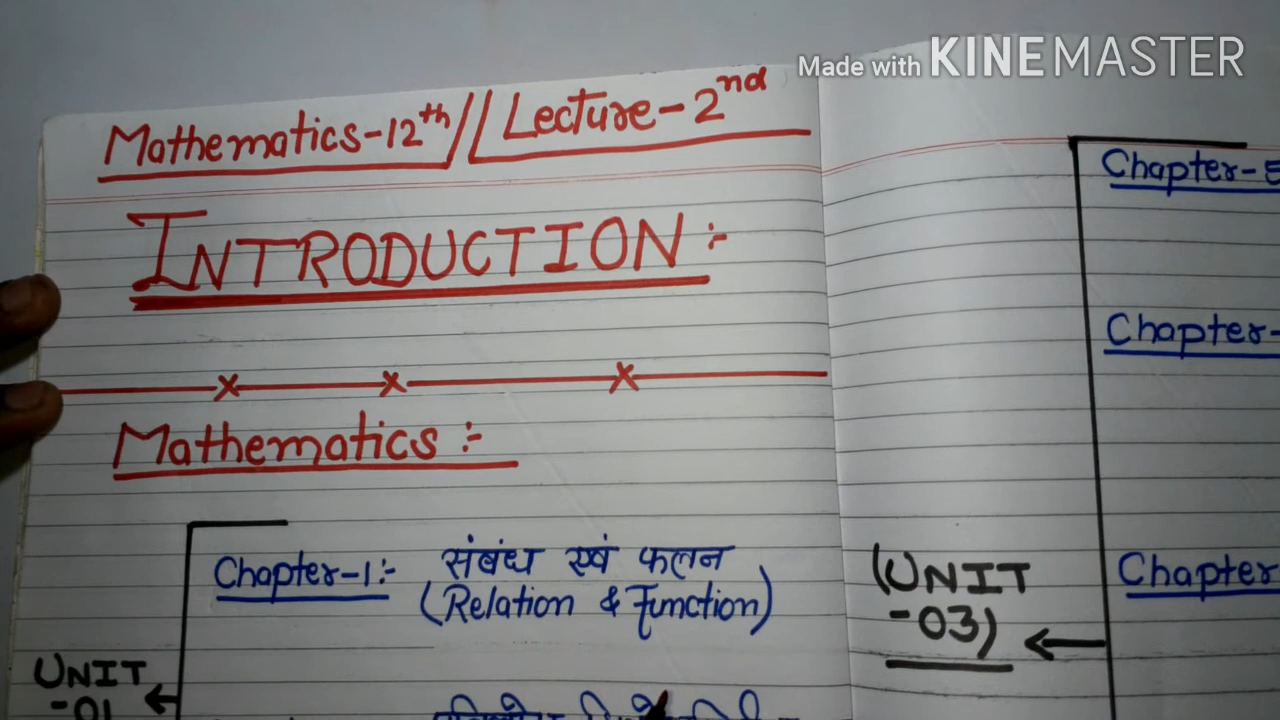 Made with KINEMASTER
Mathematics-12th // Lecture-2nd
INTRODUCTION :-
Mathematics :-
Chapter-1:- संबंध एवं फलन
(Relation & Function)
UNIT
-01
Chapter-5
Chapter-
(UNIT
-03)
Chapter